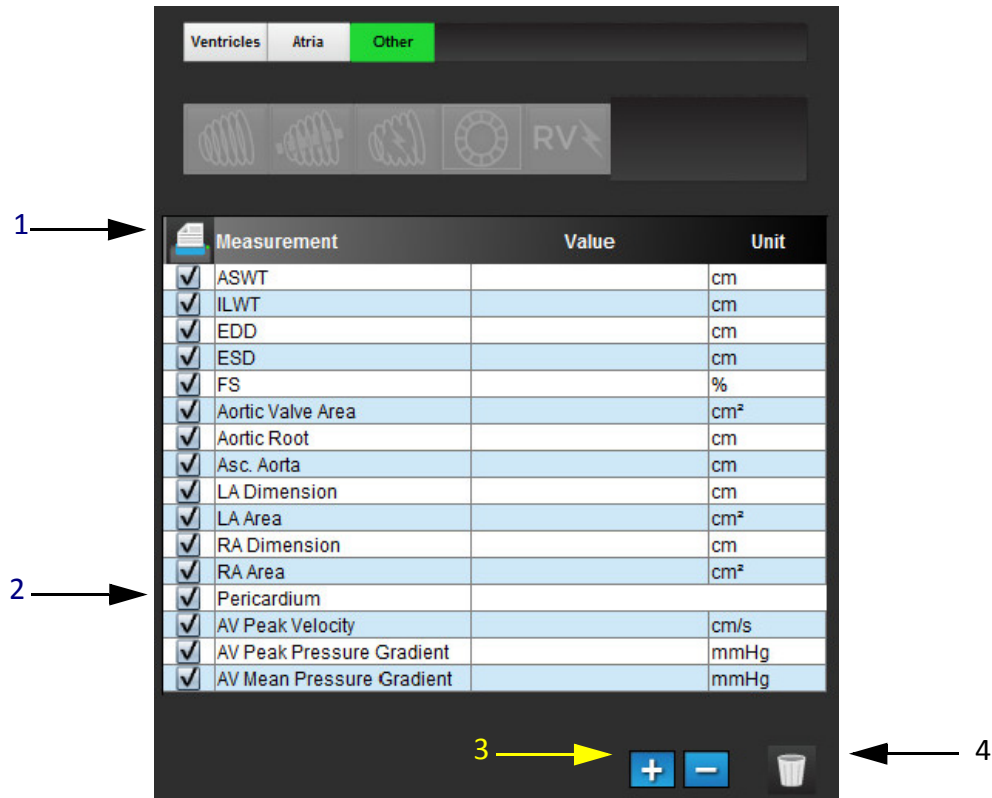 Ventricles Atria Other
RV
1
Measurement Value Unit
ASWT cm
ILWT cm
EDD cm
ESD cm
FS %
Aortic Valve Area cm²
Aortic Root cm
Asc. Aorta cm
LA Dimension cm
LA Area cm²
RA Dimension cm
RA Area cm²
2
Pericardium
AV Peak Velocity cm/s
AV Peak Pressure Gradient mmHg
AV Mean Pressure Gradient mmHg
3
+ −
4